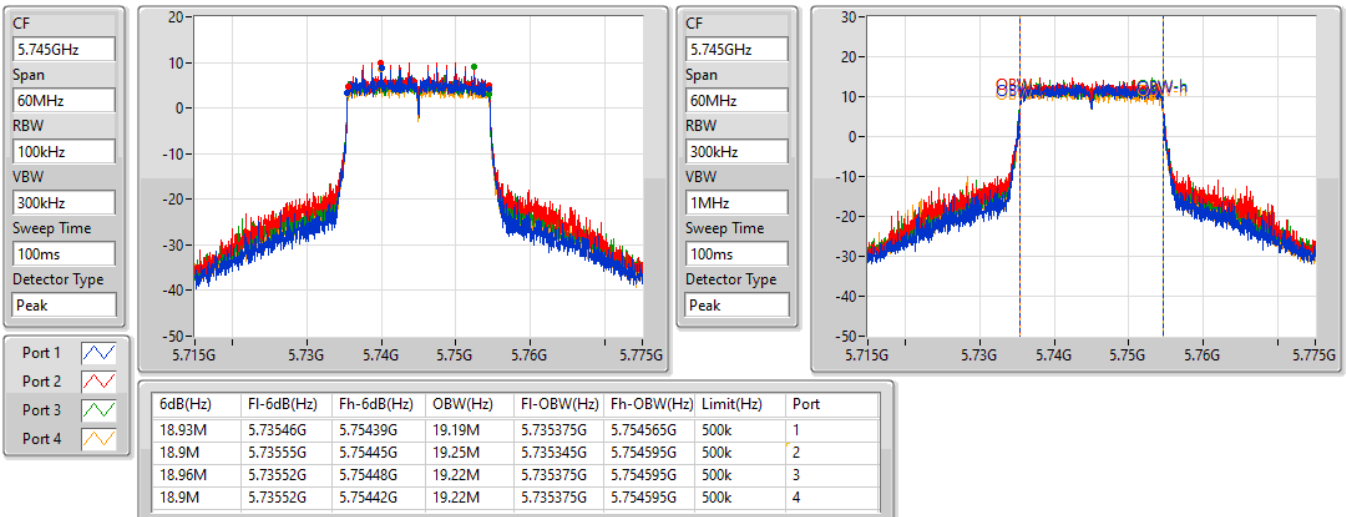 CF
5.745GHz
Span
60MHz
RBW
100kHz
VBW
300kHz
Sweep Time
100ms
Detector Type
Peak
20
10
0
-10
-20
-30
-40
-50
5.715G 5.73G 5.74G 5.75G 5.76G 5.775G
CF
5.745GHz
Span
60MHz
RBW
300kHz
VBW
1MHz
Sweep Time
100ms
Detector Type
Peak
30
20
10
0
-10
-20
-30
-40
-50
OBW-h
5.715G 5.73G 5.74G 5.75G 5.76G 5.775G
Port 1
Port 2
Port 3
Port 4
6dB(Hz) Fl-6dB(Hz) Fh-6dB(Hz) OBW(Hz) Fl-OBW(Hz) Fh-OBW(Hz) Limit(Hz) Port
18.93M 5.73546G 5.75439G 19.19M 5.735375G 5.754565G 500k 1
18.9M 5.73555G 5.75445G 19.25M 5.735345G 5.754595G 500k 2
18.96M 5.73552G 5.75448G 19.22M 5.735375G 5.754595G 500k 3
18.9M 5.73552G 5.75442G 19.22M 5.735375G 5.754595G 500k 4